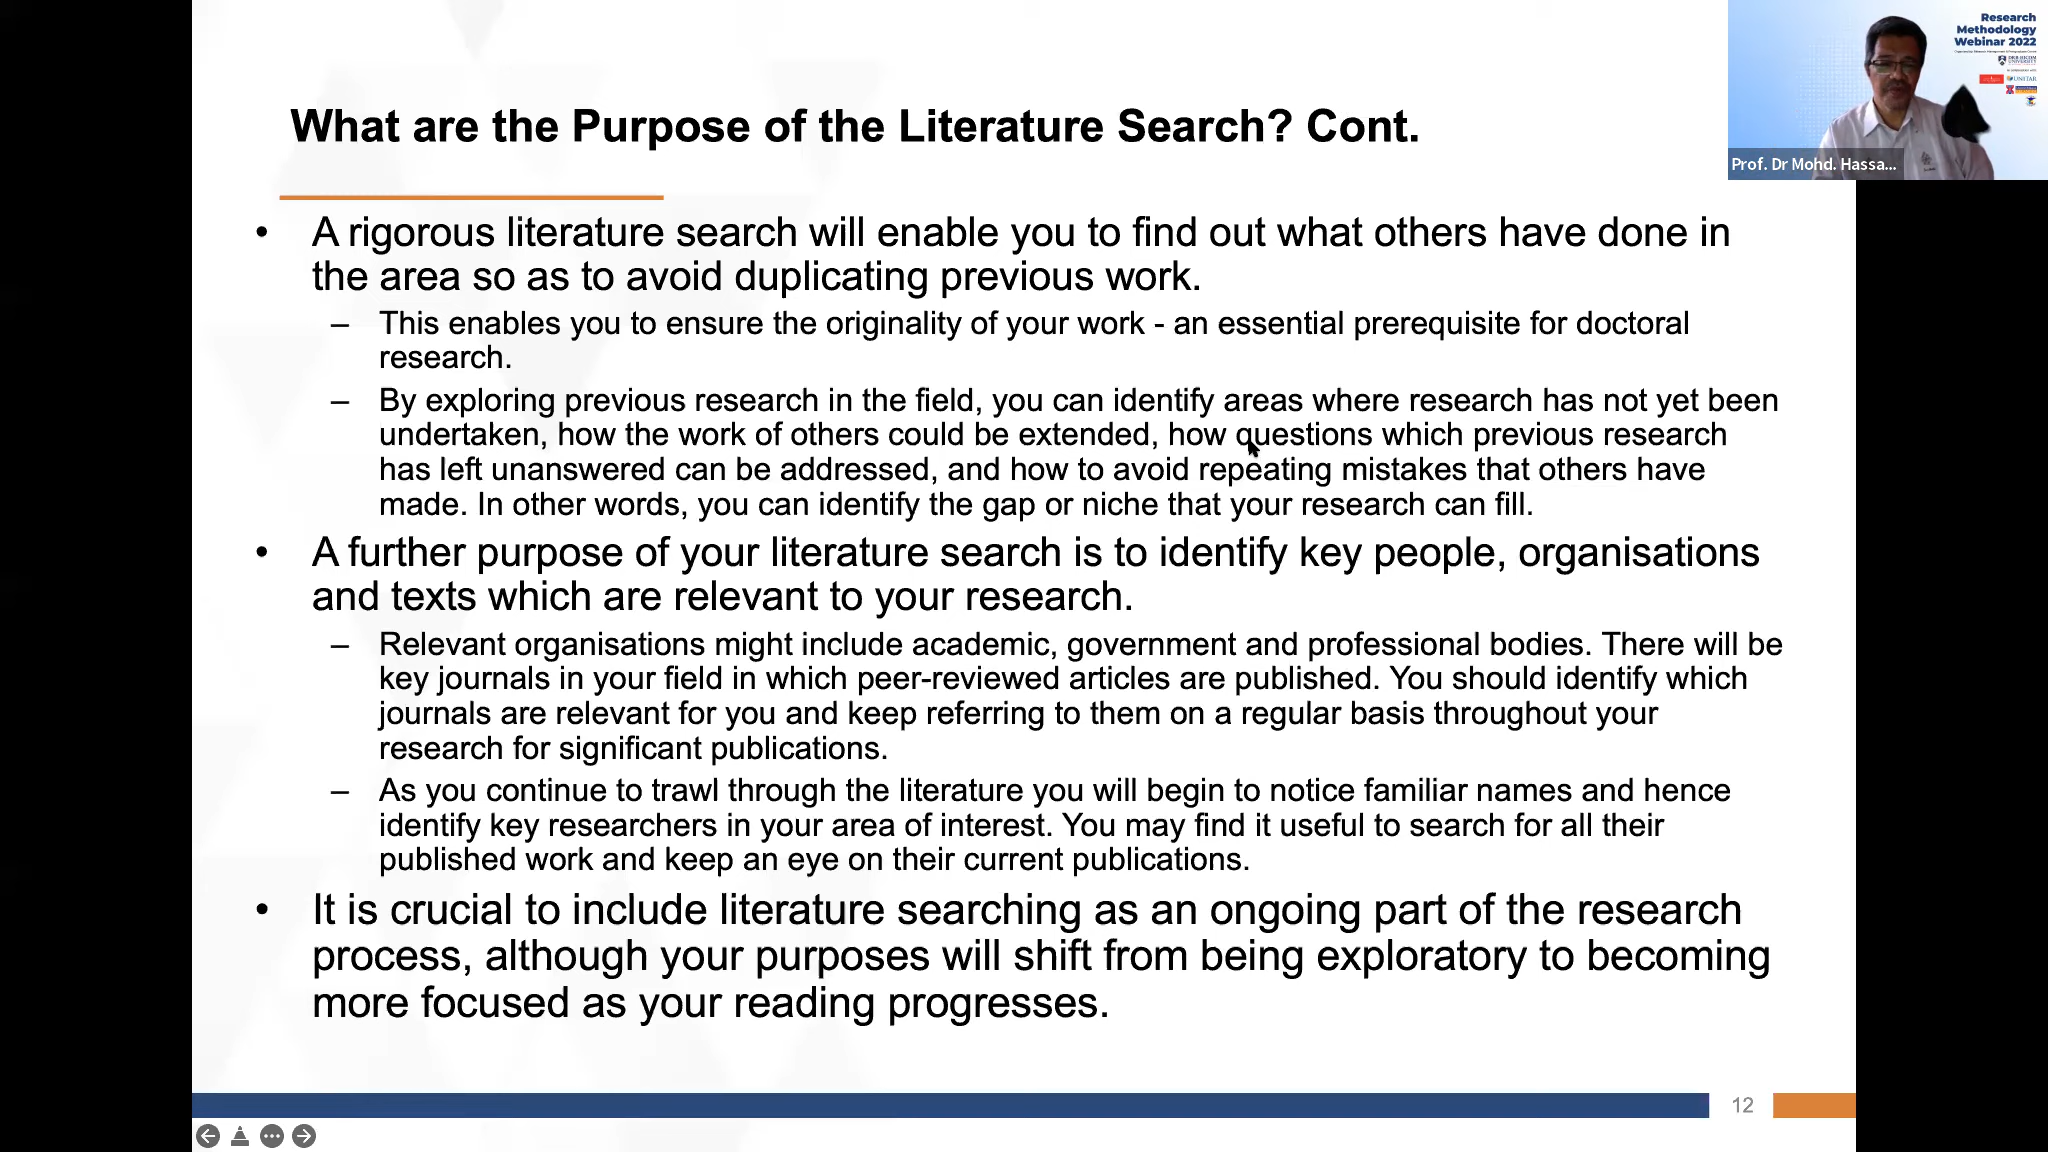 Research
Methodology
Webinar 2022
UNITAR
Prof. Dr Mohd. Hassa...
What are the Purpose of the Literature Search? Cont.
• A rigorous literature search will enable you to find out what others have done in
the area so as to avoid duplicating previous work.
– This enables you to ensure the originality of your work - an essential prerequisite for doctoral
research.
– By exploring previous research in the field, you can identify areas where research has not yet been
undertaken, how the work of others could be extended, how questions which previous research
has left unanswered can be addressed, and how to avoid repeating mistakes that others have
made. In other words, you can identify the gap or niche that your research can fill.
• A further purpose of your literature search is to identify key people, organisations
and texts which are relevant to your research.
– Relevant organisations might include academic, government and professional bodies. There will be
key journals in your field in which peer-reviewed articles are published. You should identify which
journals are relevant for you and keep referring to them on a regular basis throughout your
research for significant publications.
– As you continue to trawl through the literature you will begin to notice familiar names and hence
identify key researchers in your area of interest. You may find it useful to search for all their
published work and keep an eye on their current publications.
• It is crucial to include literature searching as an ongoing part of the research
process, although your purposes will shift from being exploratory to becoming
more focused as your reading progresses.
12